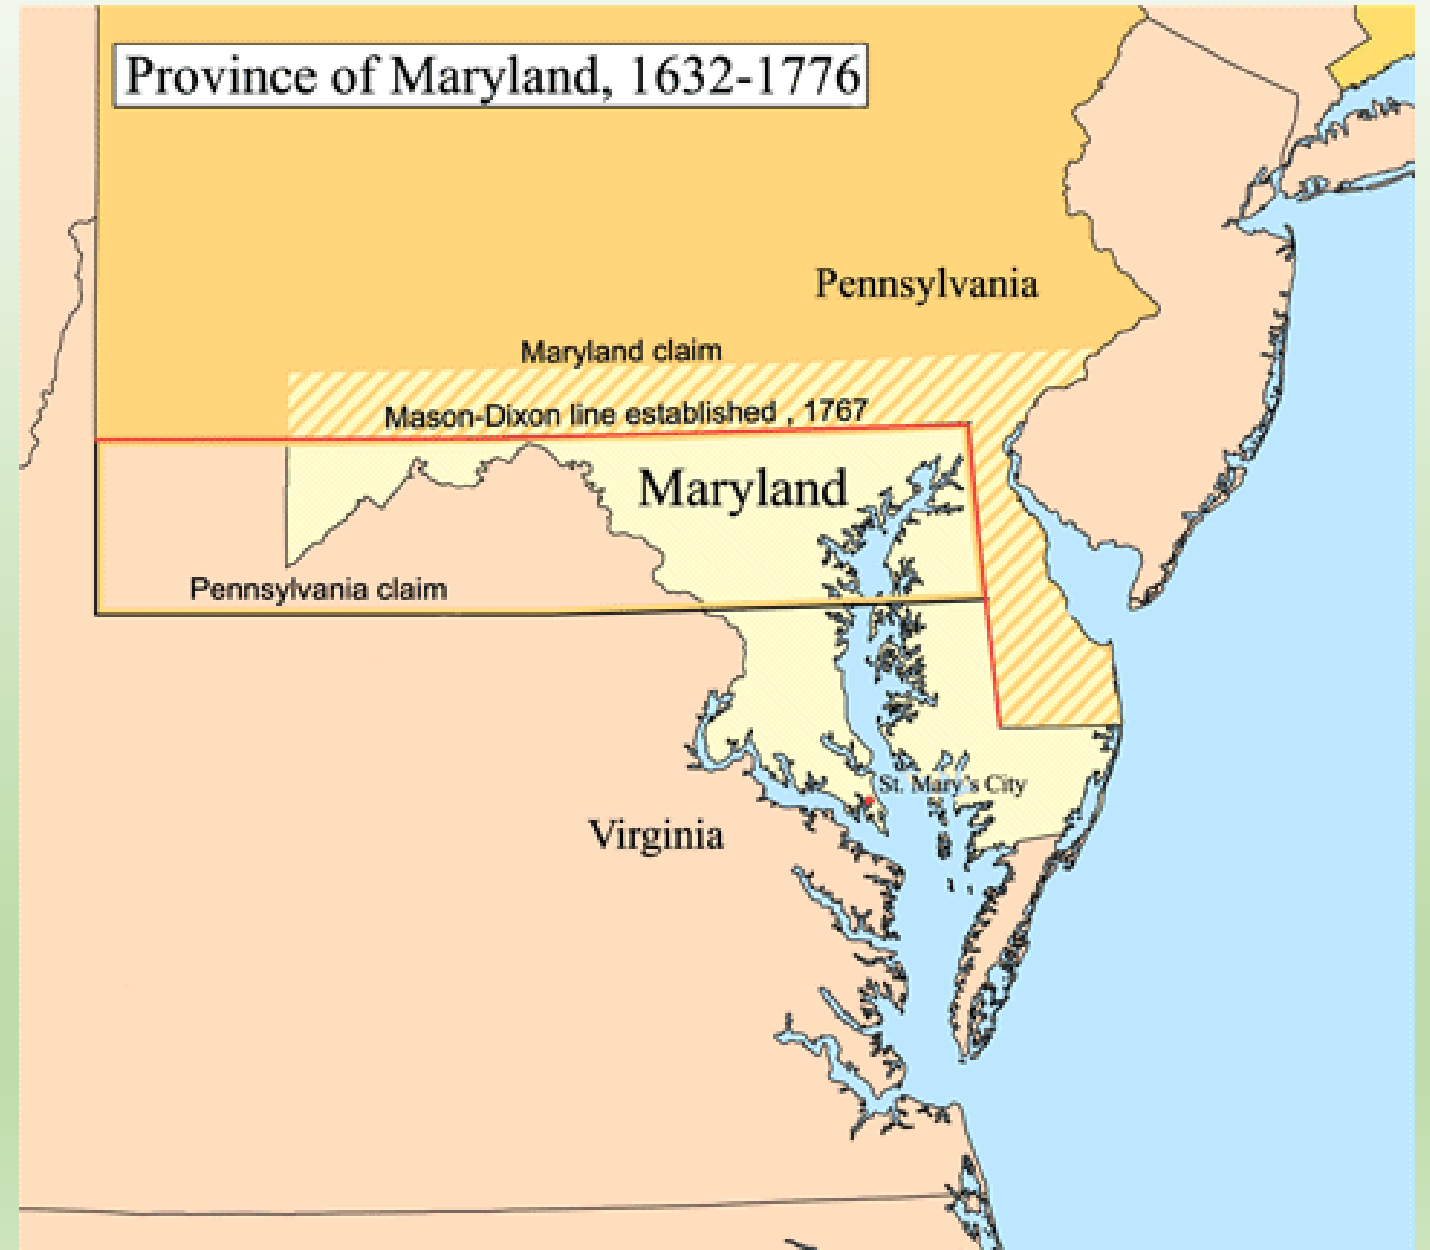 Province of Maryland, 1632-1776
Pennsylvania
Maryland claim
Mason-Dixon line established , 1767
Maryland
Pennsylvania claim
St. Mary's City
Virginia